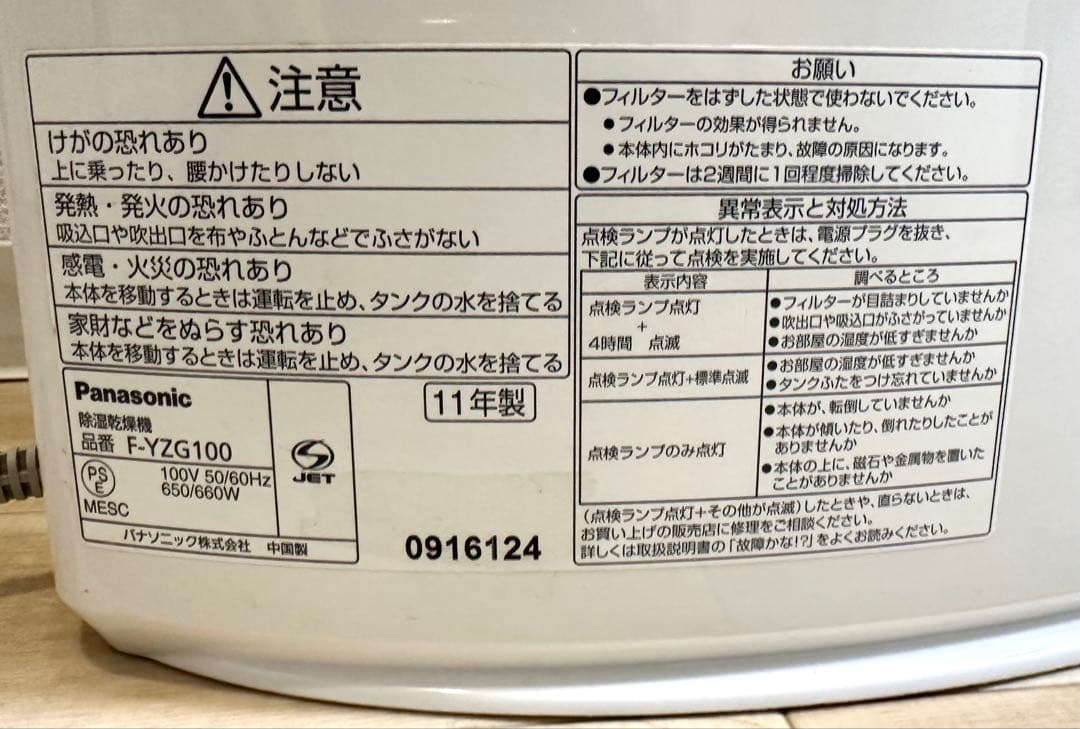 注意
けがの恐れあり
上に乗ったり、腰かけたりしない
発熱・発火の恐れあり
吸込口や吹出口を布やふとんなどでふさがない
感電・火災の恐れあり
本体を移動するときは運転を止め、タンクの水を捨てる
家財などをぬらす恐れあり
本体を移動するときは運転を止め、タンクの水を捨てる
Panasonic
除湿乾燥機
品番 F-YZG100
PS
E
MESC
100V 50/60Hz
650/660W
JET
パナソニック株式会社 中国製
11年製
0916124
お願い
●フィルターをはずした状態で使わないでください。
●フィルターの効果が得られません。
●本体内にホコリがたまり、故障の原因になります。
●フィルターは2週間に1回程度掃除してください。
異常表示と対処方法
点検ランプが点灯したときは、電源プラグを抜き、
下記に従って点検を実施してください。
表示内容 調べるところ
点検ランプ点灯
+
4時間 点滅
●フィルターが目詰まりしていませんか
●吹出口や吸込口がふさがっていませんか
●お部屋の温度が低すぎませんか
点検ランプ点灯+標準点滅
●お部屋の湿度が低すぎませんか
●タンクふたをつけ忘れていませんか
点検ランプのみ点灯
●本体が、転倒していませんか
●本体が傾いたり、倒れたりしたことが
ありませんか
●本体の上に、磁石や金属物を置いた
ことがありませんか
(点検ランプ点灯+その他が点滅)したときや、直らないときは、
お買い上げの販売店に修理をご相談ください。
詳しくは取扱説明書の「故障かな!?」をよくお読みください。